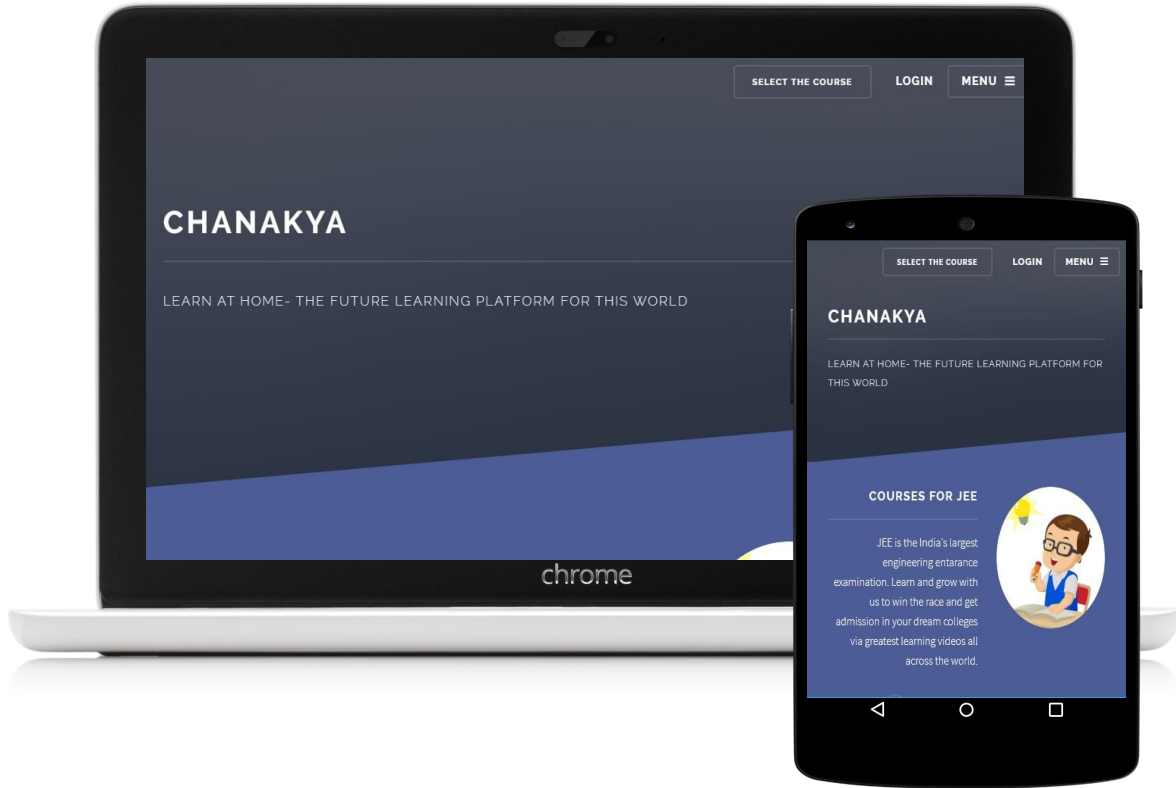 SELECT THE COURSE LOGIN MENU
CHANAKYA
LEARN AT HOME- THE FUTURE LEARNING PLATFORM FOR THIS WORLD
chrome
SELECT THE COURSE LOGIN MENU
CHANAKYA
LEARN AT HOME- THE FUTURE LEARNING PLATFORM FOR
THIS WORLD
COURSES FOR JEE
JEE is the India's largest
engineering entarance
examination. Learn and grow with
us to win the race and get
admission in your dream colleges
via greatest learning videos all
across the world.